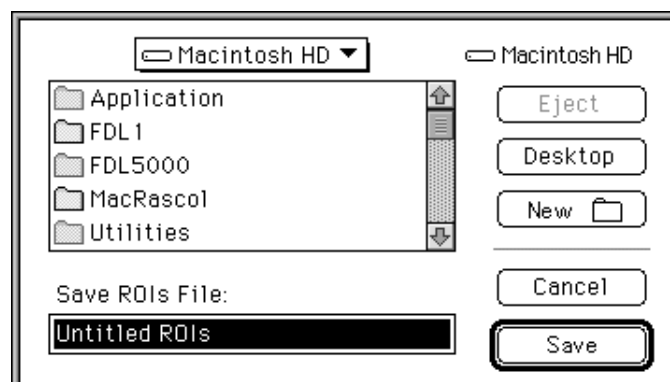 Macintosh HD
Macintosh HD
Application
FDL1
FDL5000
MacRascol
Utilities
Eject
Desktop
New
Save ROIs File:
Untitled ROIs
Cancel
Save